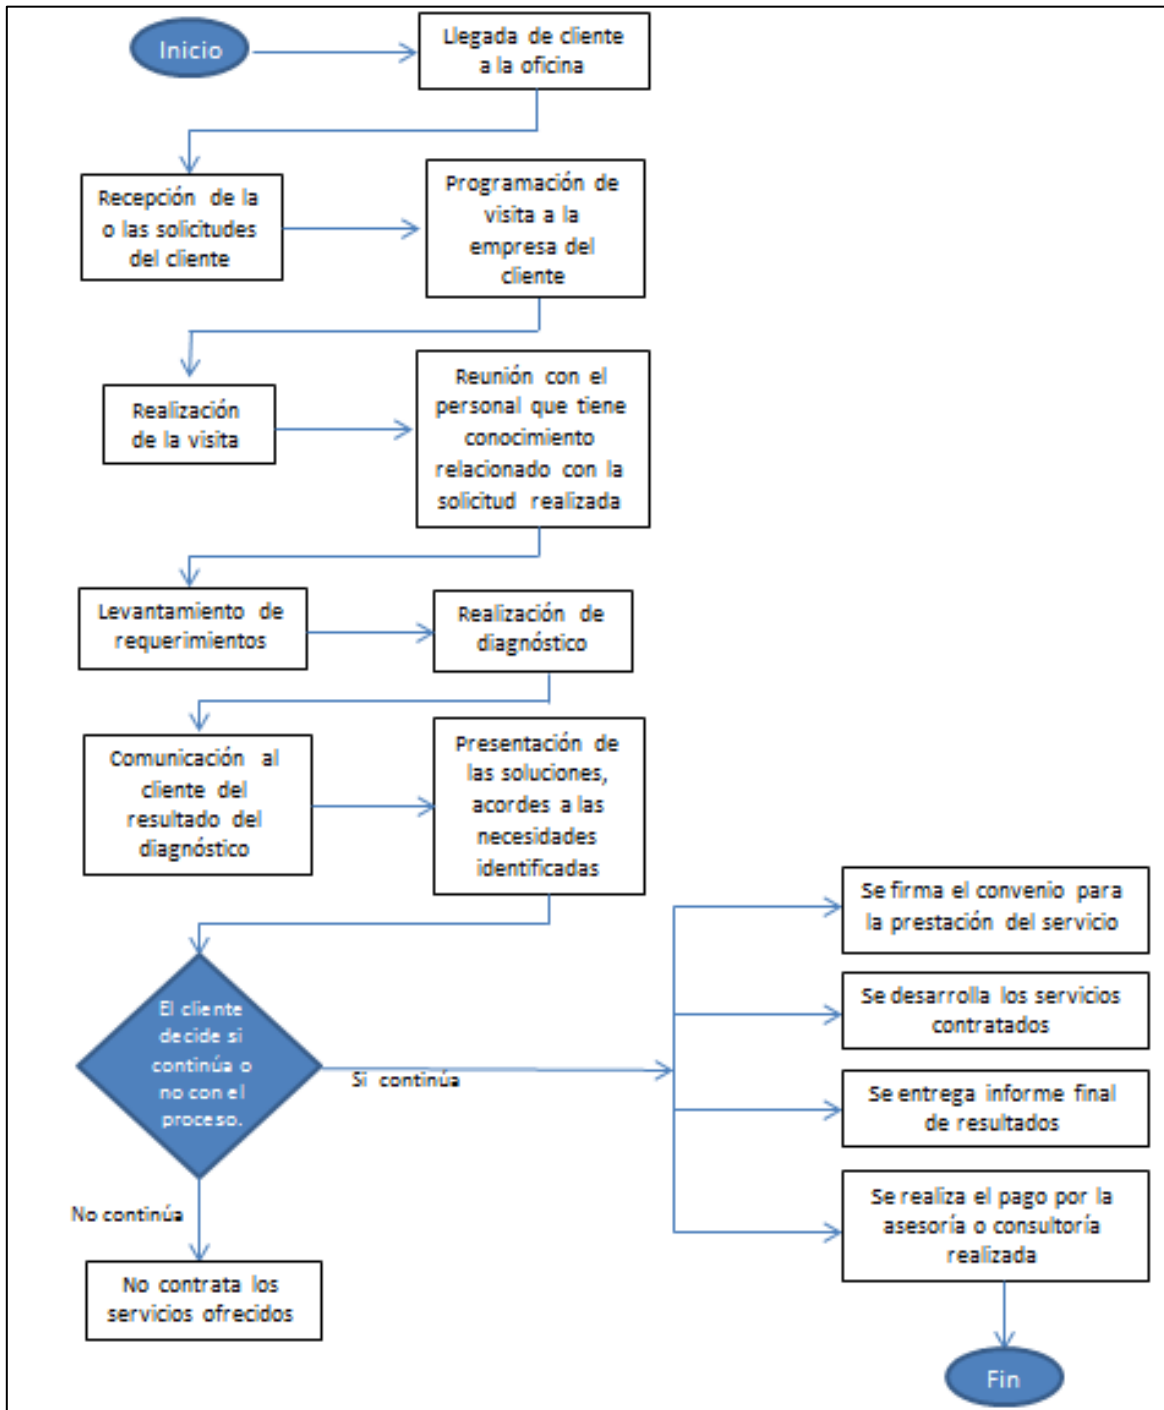 Inicio
Llegada de cliente
a la oficina
Recepción de la
o las solicitudes
del cliente
Programación de
visita a la
empresa del
cliente
Realización
de la visita
Reunión con el
personal que tiene
conocimiento
relacionado con la
solicitud realizada
Levantamiento de
requerimientos
Realización de
diagnóstico
Comunicación al
cliente del
resultado del
diagnóstico
Presentación de
las soluciones,
acordes a las
necesidades
identificadas
El cliente
decide si
continúa o
no con el
proceso.
Si continúa
Se firma el convenio para
la prestación del servicio
Se desarrolla los servicios
contratados
Se entrega informe final
de resultados
Se realiza el pago por la
asesoría o consultoría
realizada
No continúa
No contrata los
servicios ofrecidos
Fin